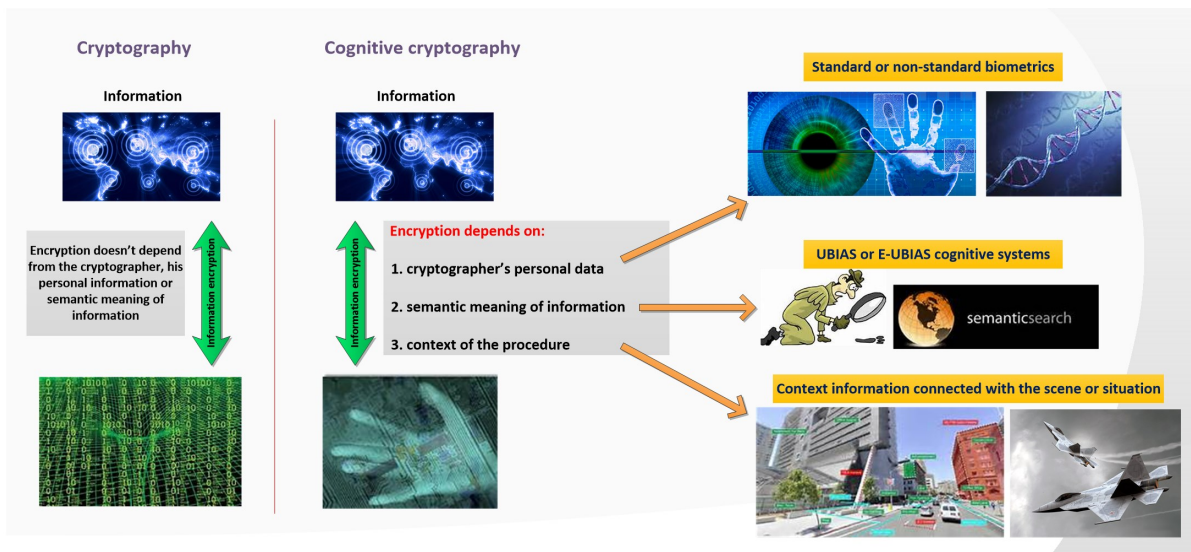 Cryptography
Information
Encryption doesn't depend
from the cryptographer, his
personal information or
semantic meaning of
information
Information encryption
Cognitive cryptography
Information
Information encryption
Encryption depends on:
1. cryptographer's personal data
2. semantic meaning of information
3. context of the procedure
Standard or non-standard biometrics
UBIAS or E-UBIAS cognitive systems
semanticsearch
Context information connected with the scene or situation